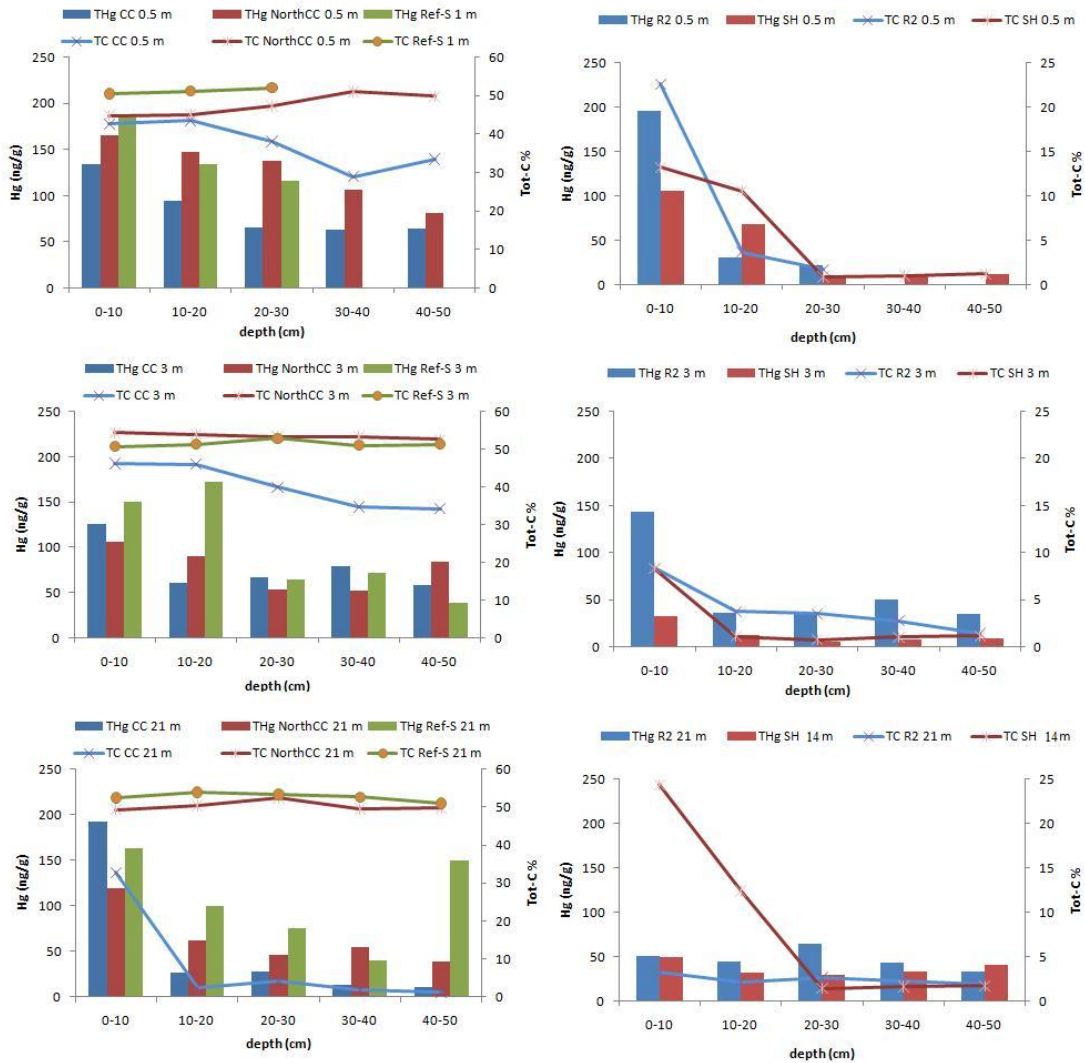 THg CC 0.5 m THg NorthCC 0.5 m THg Ref-S 1 m
TC CC 0.5 m TC NorthCC 0.5 m TC Ref-S 1 m
250 60
200 50
150 40
100 30
50 20
0 10
0
Hg (ng/g)
Tot-C %
0-10 10-20 20-30 30-40 40-50
depth (cm)
THg R2 0.5 m THg SH 0.5 m TC R2 0.5 m TC SH 0.5 m
300 25
250 20
200 15
150 10
100 5
50 0
0
Hg (ng/g)
Tot-C %
0-10 10-20 20-30 30-40 40-50
depth (cm)
THg CC 3 m THg NorthCC 3 m THg Ref-S 3 m
TC CC 3 m TC NorthCC 3 m TC Ref-S 3 m
250 60
200 50
150 40
100 30
50 20
0 10
0
Hg (ng/g)
Tot-C %
0-10 10-20 20-30 30-40 40-50
depth (cm)
THg R2 3 m THg SH 3 m TC R2 3 m TC SH 3 m
250 25
200 20
150 15
100 10
50 5
0 0
Hg (ng/g)
Tot-C %
0-10 10-20 20-30 30-40 40-50
depth (cm)
THg CC 21 m THg NorthCC 21 m THg Ref-S 21 m
TC CC 21 m TC NorthCC 21 m TC Ref-S 21 m
250 60
200 50
150 40
100 30
50 20
0 10
0
Hg (ng/g)
Tot-C %
0-10 10-20 20-30 30-40 40-50
depth (cm)
THg R2 21 m THg SH 14 m TC R2 21 m TC SH 14 m
250 25
200 20
150 15
100 10
50 5
0 0
Hg (ng/g)
Tot-C %
0-10 10-20 20-30 30-40 40-50
depth (cm)